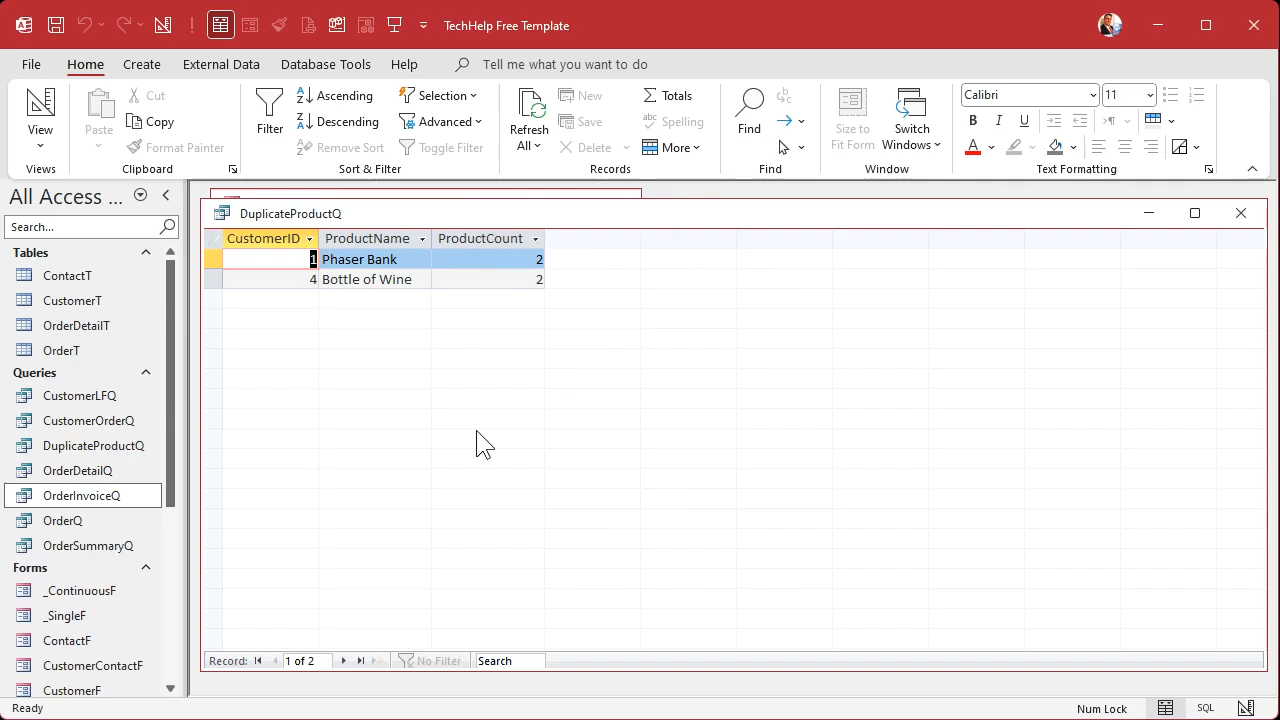 TechHelp Free Template
File Home Create External Data Database Tools Help Tell me what you want to do
View
Views
Paste
Cut
Copy
Format Painter
Clipboard
Filter
Ascending
Descending
Remove Sort
Selection
Advanced
Toggle Filter
Sort & Filter
Refresh
All
New
Save
Delete
Totals
Spelling
More
Records
Find
Find
Size to
Fit Form
Switch
Windows
Window
Calibri 11
B I U
A
Text Formatting
All Access ...
Search...
Tables
ContactT
CustomerT
OrderDetailT
OrderT
Queries
CustomerLFQ
CustomerOrderQ
DuplicateProductQ
OrderDetailQ
OrderInvoiceQ
OrderQ
OrderSummaryQ
Forms
_ContinuousF
_SingleF
ContactF
CustomerContactF
CustomerF
DuplicateProductQ
CustomerID ProductName ProductCount
1 Phaser Bank 2
4 Bottle of Wine 2
Record: 1 of 2 No Filter Search
Ready Num Lock SQL